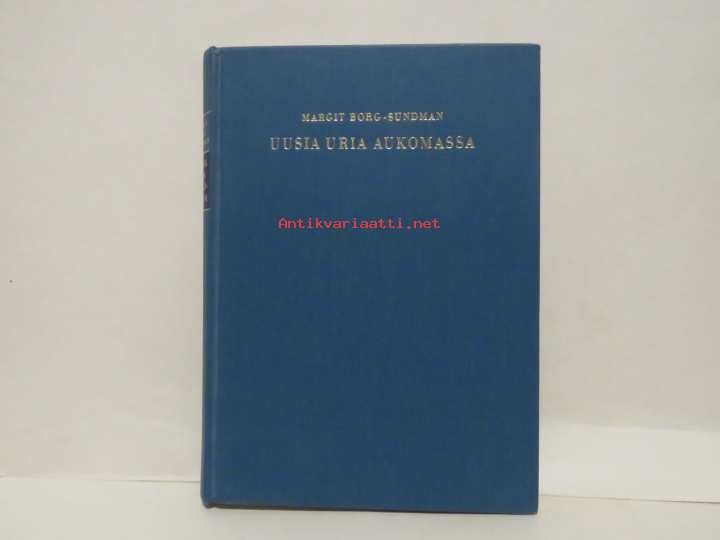 MARGIT BORG-SUNDMAN
UUSIA URIA AUKOMASSA
Antikvariaatti.net